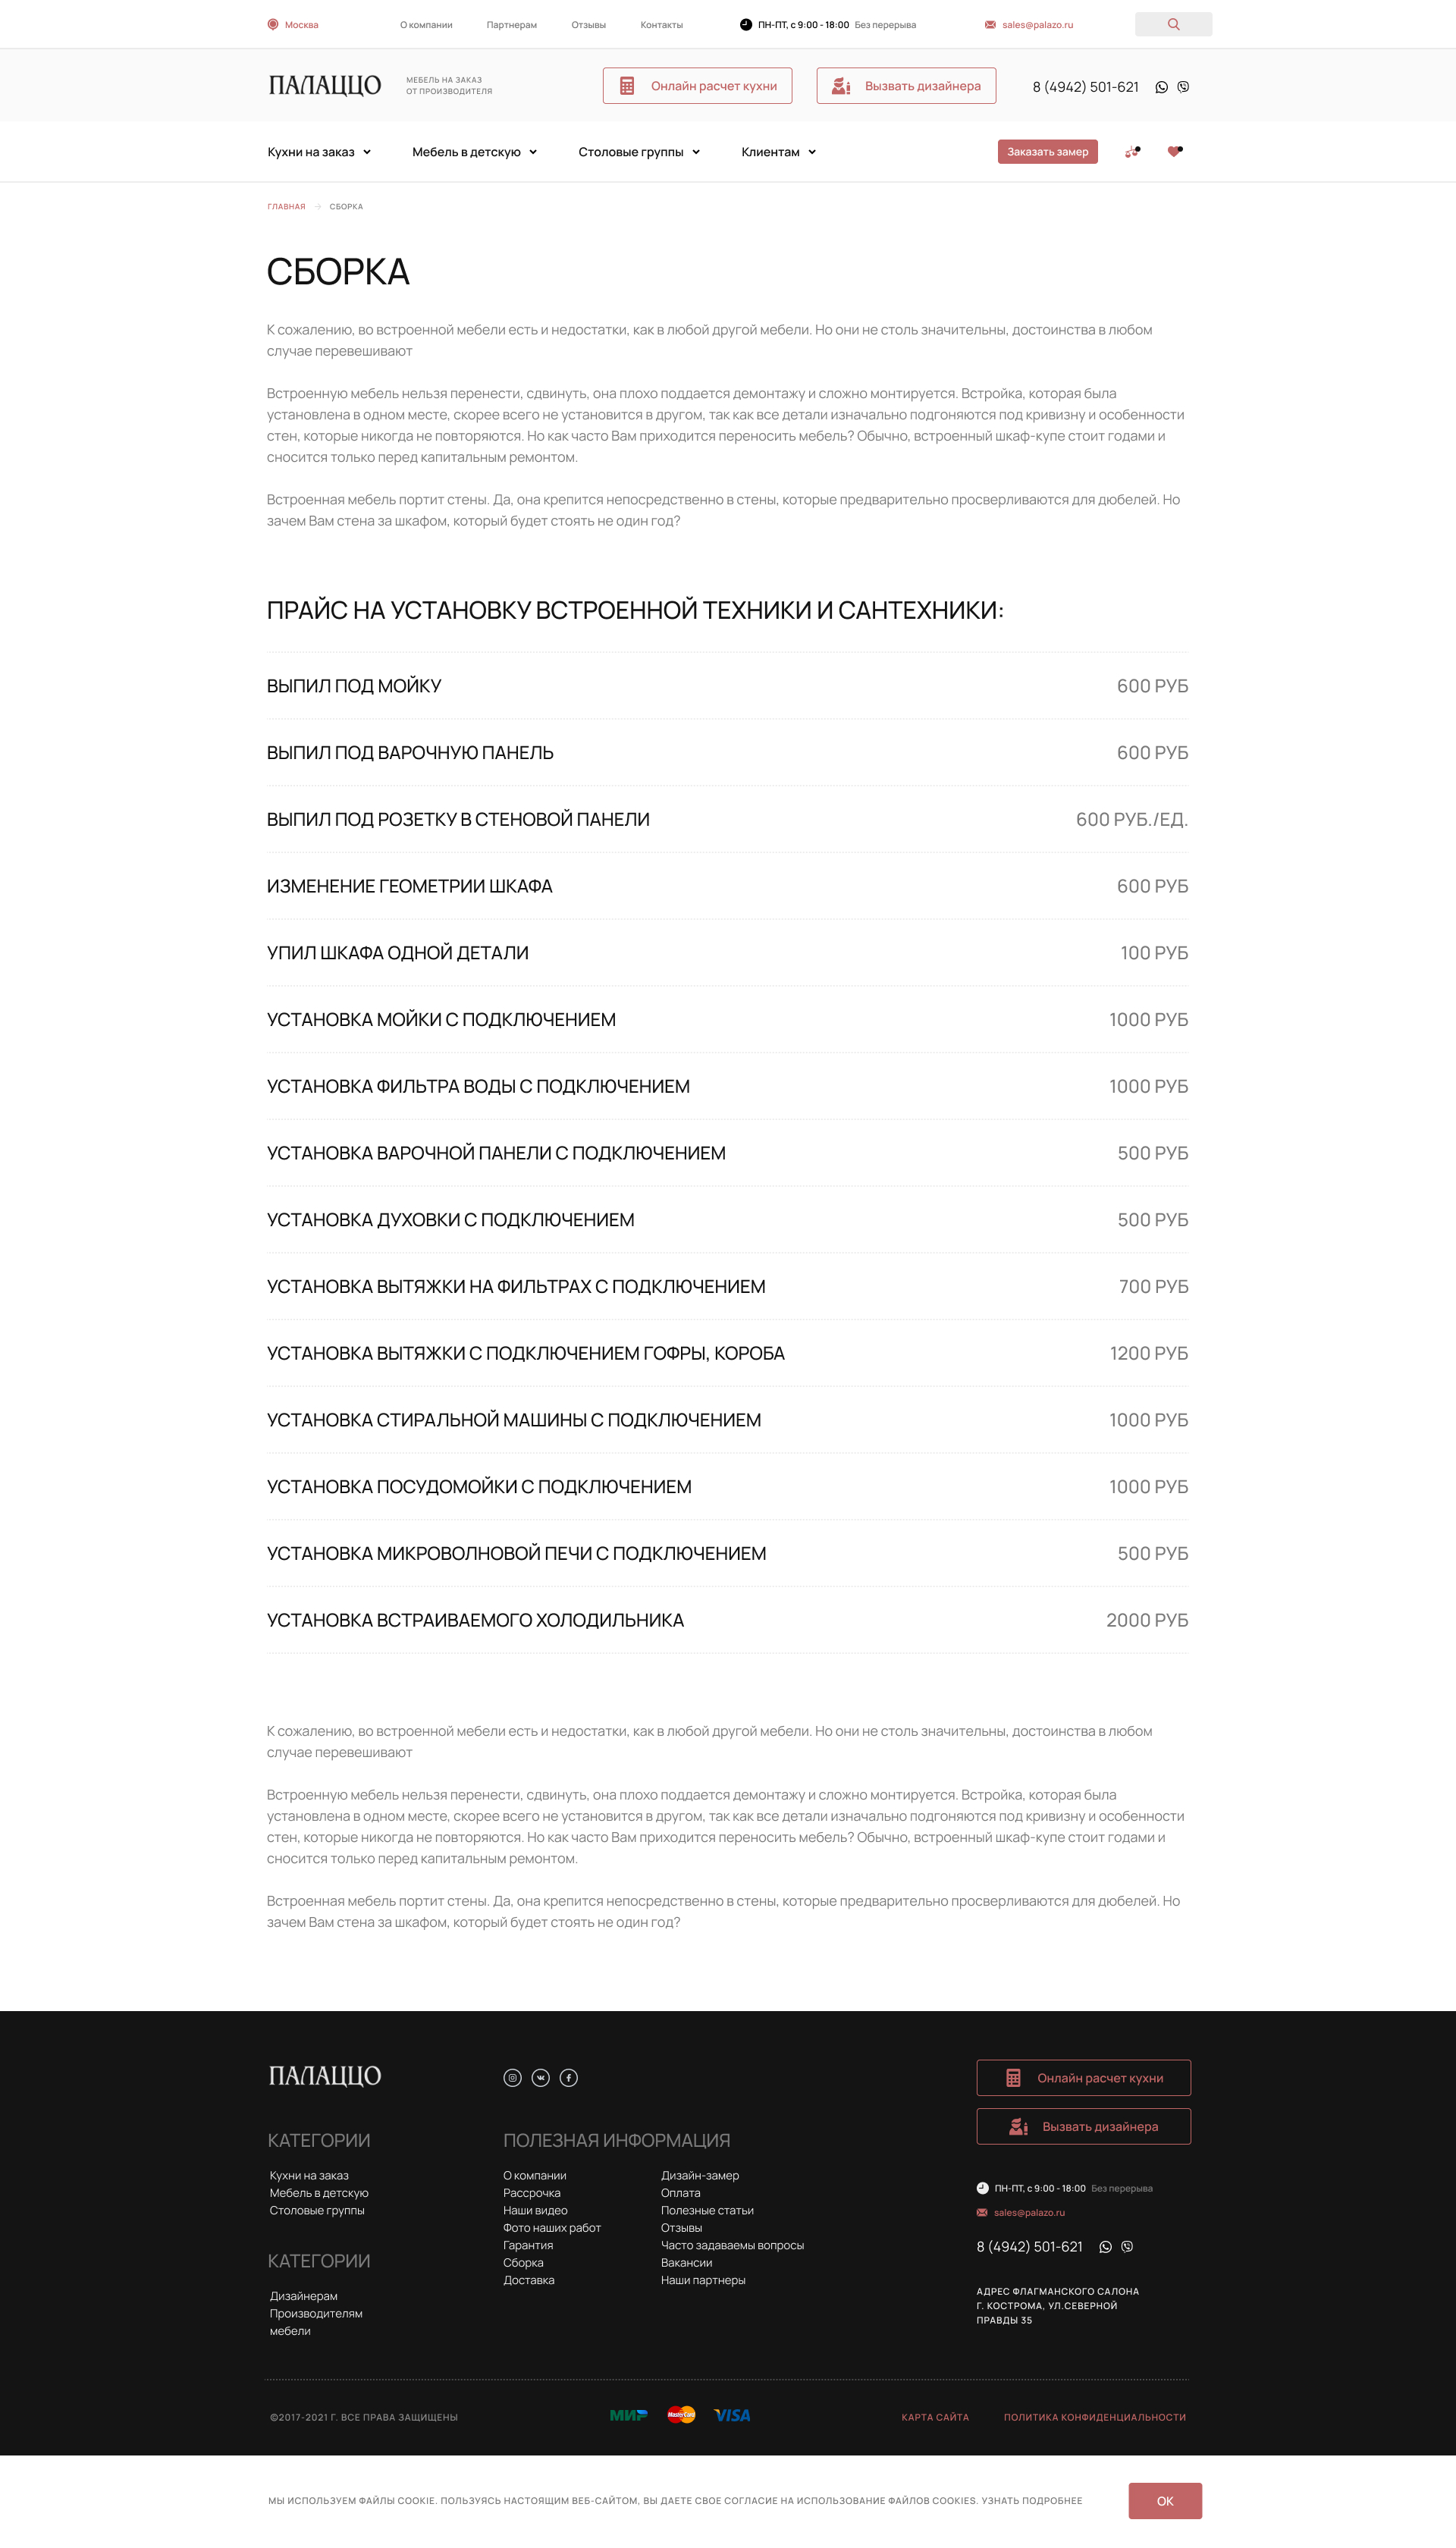 Москва
О компании
Партнерам
Отзывы
Контакты
ПН-ПТ, с 9:00 - 18:00 Без перерыва
sales@palazo.ru
ПАЛАЦЦО
МЕБЕЛЬ НА ЗАКАЗ
ОТ ПРОИЗВОДИТЕЛЯ
Онлайн расчет кухни
Вызвать дизайнера
8 (4942) 501-621
Кухни на заказ
Мебель в детскую
Столовые группы
Клиентам
Заказать замер
ГЛАВНАЯ → СБОРКА
СБОРКА
К сожалению, во встроенной мебели есть и недостатки, как в любой другой мебели. Но они не столь значительны, достоинства в любом
случае перевешивают
Встроенную мебель нельзя перенести, сдвинуть, она плохо поддается демонтажу и сложно монтируется. Встройка, которая была
установлена в одном месте, скорее всего не установится в другом, так как все детали изначально подгоняются под кривизну и особенности
стен, которые никогда не повторяются. Но как часто Вам приходится переносить мебель? Обычно, встроенный шкаф-купе стоит годами и
сносится только перед капитальным ремонтом.
Встроенная мебель портит стены. Да, она крепится непосредственно в стены, которые предварительно просверливаются для дюбелей. Но
зачем Вам стена за шкафом, который будет стоять не один год?
ПРАЙС НА УСТАНОВКУ ВСТРОЕННОЙ ТЕХНИКИ И САНТЕХНИКИ:
ВЫПИЛ ПОД МОЙКУ 600 РУБ
ВЫПИЛ ПОД ВАРОЧНУЮ ПАНЕЛЬ 600 РУБ
ВЫПИЛ ПОД РОЗЕТКУ В СТЕНОВОЙ ПАНЕЛИ 600 РУБ./ЕД.
ИЗМЕНЕНИЕ ГЕОМЕТРИИ ШКАФА 600 РУБ
УПИЛ ШКАФА ОДНОЙ ДЕТАЛИ 100 РУБ
УСТАНОВКА МОЙКИ С ПОДКЛЮЧЕНИЕМ 1000 РУБ
УСТАНОВКА ФИЛЬТРА ВОДЫ С ПОДКЛЮЧЕНИЕМ 1000 РУБ
УСТАНОВКА ВАРОЧНОЙ ПАНЕЛИ С ПОДКЛЮЧЕНИЕМ 500 РУБ
УСТАНОВКА ДУХОВКИ С ПОДКЛЮЧЕНИЕМ 500 РУБ
УСТАНОВКА ВЫТЯЖКИ НА ФИЛЬТРАХ С ПОДКЛЮЧЕНИЕМ 700 РУБ
УСТАНОВКА ВЫТЯЖКИ С ПОДКЛЮЧЕНИЕМ ГОФРЫ, КОРОБА 1200 РУБ
УСТАНОВКА СТИРАЛЬНОЙ МАШИНЫ С ПОДКЛЮЧЕНИЕМ 1000 РУБ
УСТАНОВКА ПОСУДОМОЙКИ С ПОДКЛЮЧЕНИЕМ 1000 РУБ
УСТАНОВКА МИКРОВОЛНОВОЙ ПЕЧИ С ПОДКЛЮЧЕНИЕМ 500 РУБ
УСТАНОВКА ВСТРАИВАЕМОГО ХОЛОДИЛЬНИКА 2000 РУБ
К сожалению, во встроенной мебели есть и недостатки, как в любой другой мебели. Но они не столь значительны, достоинства в любом
случае перевешивают
Встроенную мебель нельзя перенести, сдвинуть, она плохо поддается демонтажу и сложно монтируется. Встройка, которая была
установлена в одном месте, скорее всего не установится в другом, так как все детали изначально подгоняются под кривизну и особенности
стен, которые никогда не повторяются. Но как часто Вам приходится переносить мебель? Обычно, встроенный шкаф-купе стоит годами и
сносится только перед капитальным ремонтом.
Встроенная мебель портит стены. Да, она крепится непосредственно в стены, которые предварительно просверливаются для дюбелей. Но
зачем Вам стена за шкафом, который будет стоять не один год?
ПАЛАЦЦО
КАТЕГОРИИ
Кухни на заказ
Мебель в детскую
Столовые группы
КАТЕГОРИИ
Дизайнерам
Производителям
мебели
ПОЛЕЗНАЯ ИНФОРМАЦИЯ
О компании
Рассрочка
Наши видео
Фото наших работ
Гарантия
Сборка
Доставка
Дизайн-замер
Оплата
Полезные статьи
Отзывы
Часто задаваемы вопросы
Вакансии
Наши партнеры
Онлайн расчет кухни
Вызвать дизайнера
ПН-ПТ, с 9:00 - 18:00 Без перерыва
sales@palazo.ru
8 (4942) 501-621
АДРЕС ФЛАГМАНСКОГО САЛОНА
Г. КОСТРОМА, УЛ.СЕВЕРНОЙ
ПРАВДЫ 35
©2017-2021 Г. ВСЕ ПРАВА ЗАЩИЩЕНЫ
МИР
MasterCard
VISA
КАРТА САЙТА
ПОЛИТИКА КОНФИДЕНЦИАЛЬНОСТИ
МЫ ИСПОЛЬЗУЕМ ФАЙЛЫ COOKIE. ПОЛЬЗУЯСЬ НАСТОЯЩИМ ВЕБ-САЙТОМ, ВЫ ДАЕТЕ СВОЕ СОГЛАСИЕ НА ИСПОЛЬЗОВАНИЕ ФАЙЛОВ COOKIES. УЗНАТЬ ПОДРОБНЕЕ
ОК